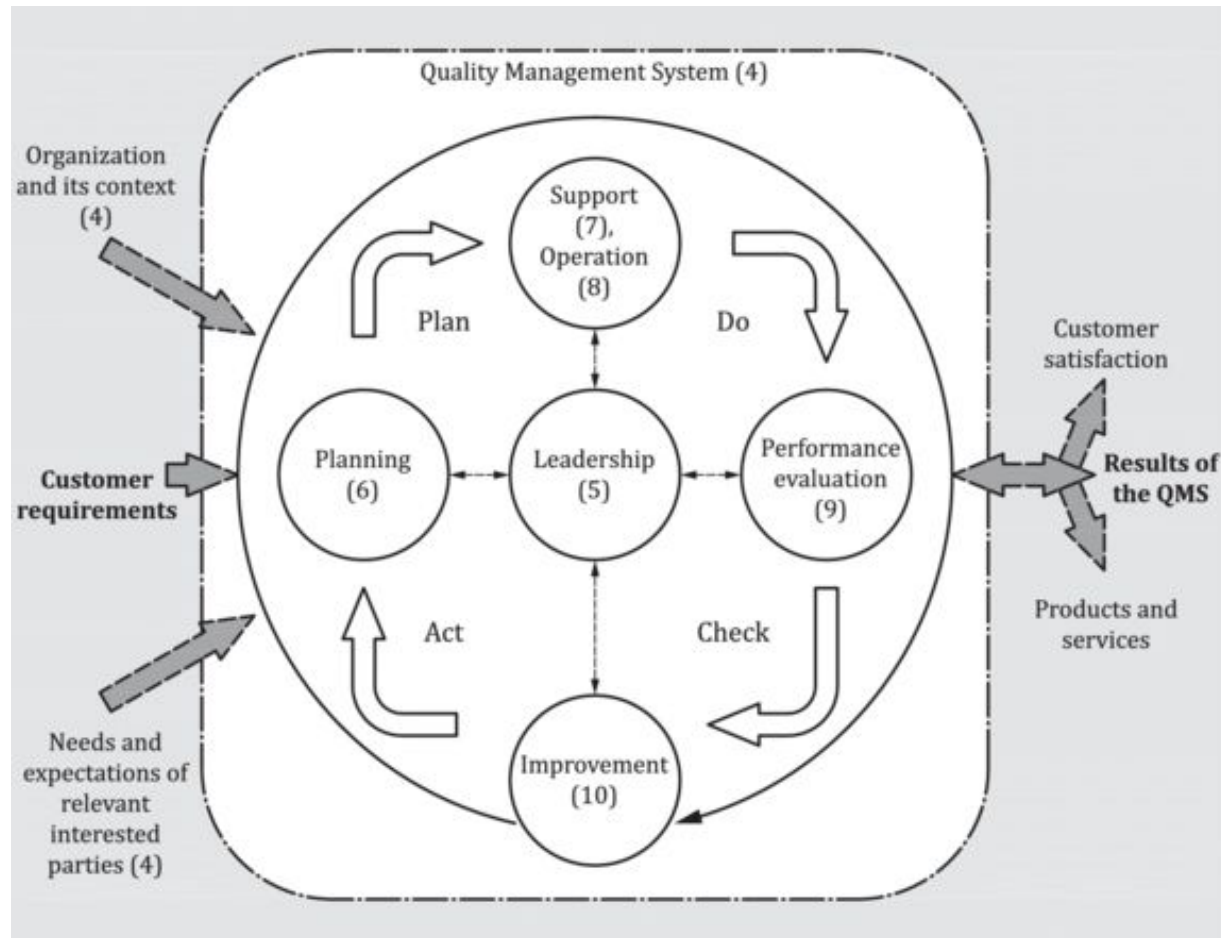 Quality Management System (4)
Organization
and its context
(4)
Support
(7),
Operation
(8)
Plan
Do
Customer
satisfaction
Planning
(6)
Leadership
(5)
Performance
evaluation
(9)
Customer
requirements
Results of
the QMS
Act
Check
Products and
services
Improvement
(10)
Needs and
expectations of
relevant
interested
parties (4)